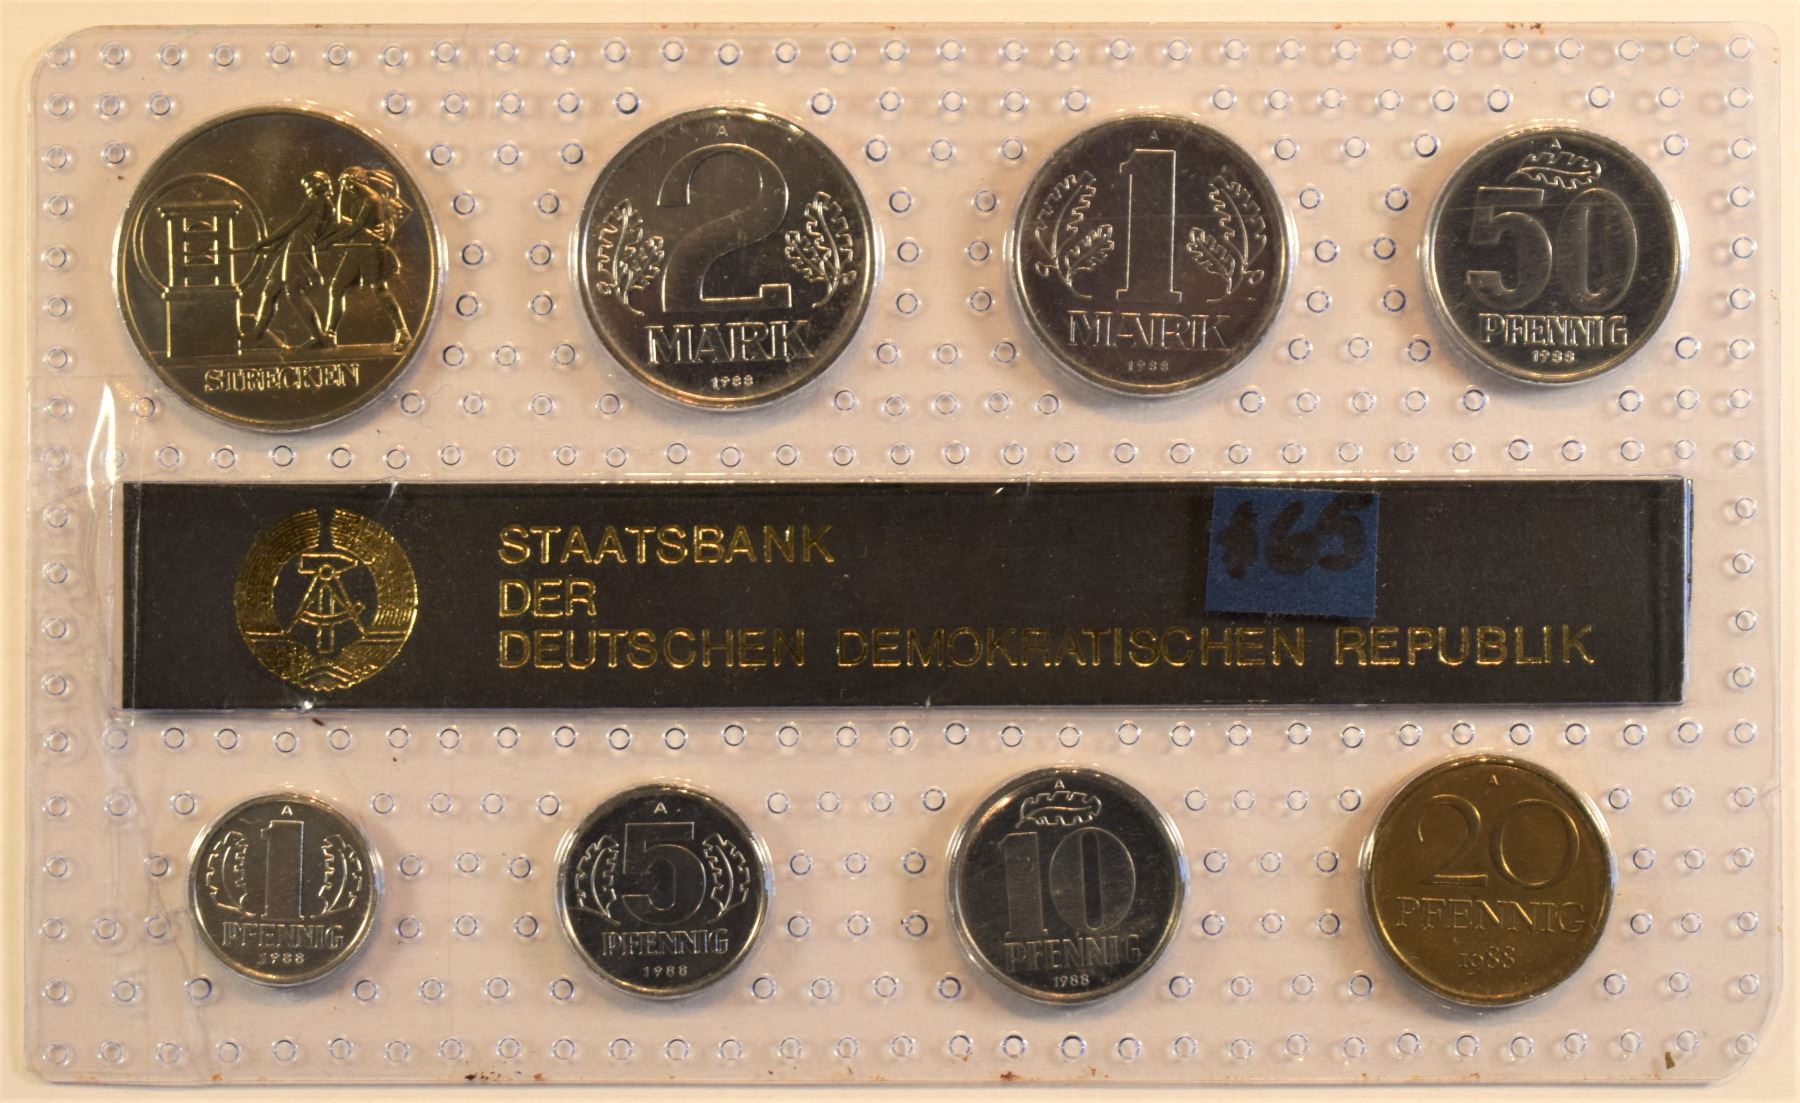 STRECKEN
A
2
MARK
1988
A
1
MARK
1988
A
50
PFENNIG
1988
STAATSBANK
DER
DEUTSCHEN DEMOKRATISCHEN REPUBLIK
$65
A
1
PFENNIG
1988
A
5
PFENNIG
1988
A
10
PFENNIG
1988
A
20
PFENNIG
1988